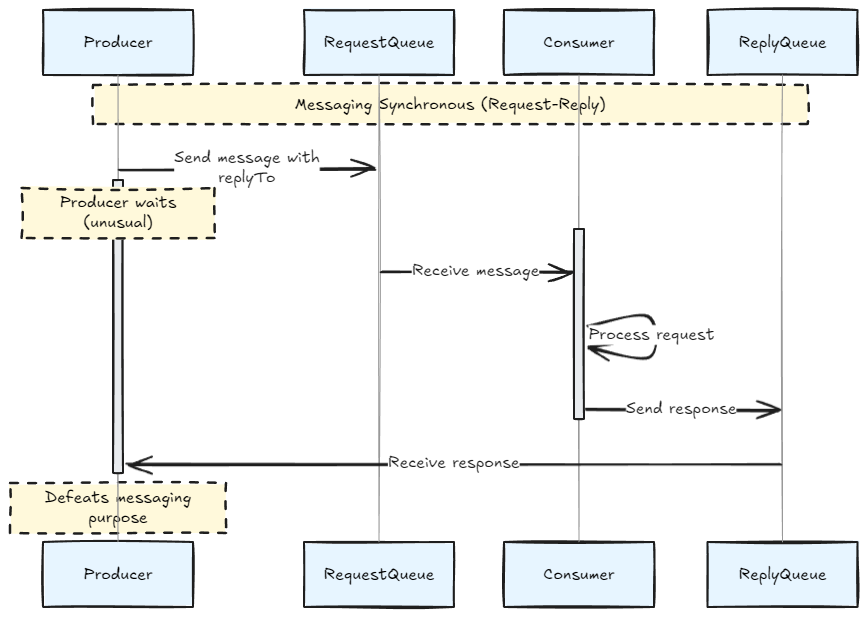 Producer
RequestQueue
Consumer
ReplyQueue
Messaging Synchronous (Request-Reply)
Send message with
replyTo
Producer waits
(unusual)
Receive message
Process request
Send response
Receive response
Defeats messaging
purpose
Producer
RequestQueue
Consumer
ReplyQueue